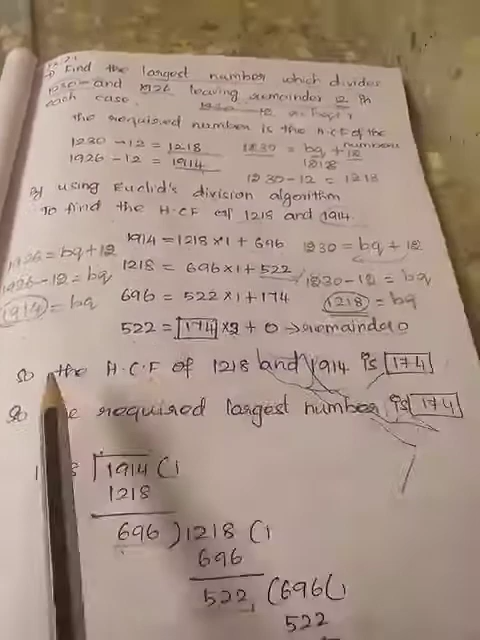 Find the largest number which divides
1230 and 1926 leaving remainder 12 in
each case.
The required number is the H.C.F of the
numbers
1230 - 12 = 1218
1926 - 12 = 1914
1230 = bq + 12
1218
1230 - 12 = 1218
By using Euclid's division algorithm
To find the H.C.F of 1218 and 1914.
1914 = 1218 x 1 + 696
1218 = 696 x 1 + 522
696 = 522 x 1 + 174
522 = 174 x 3 + 0 → remainder 0
1926 = bq + 12
1926 - 12 = bq
1914 = bq
1230 = bq + 12
1230 - 12 = bq
1218 = bq
So the H.C.F of 1218 and 1914 is 174
So required largest number is 174
1914 ( 1
1218
696 ) 1218 ( 1
696
522 ( 696 ( 1
522